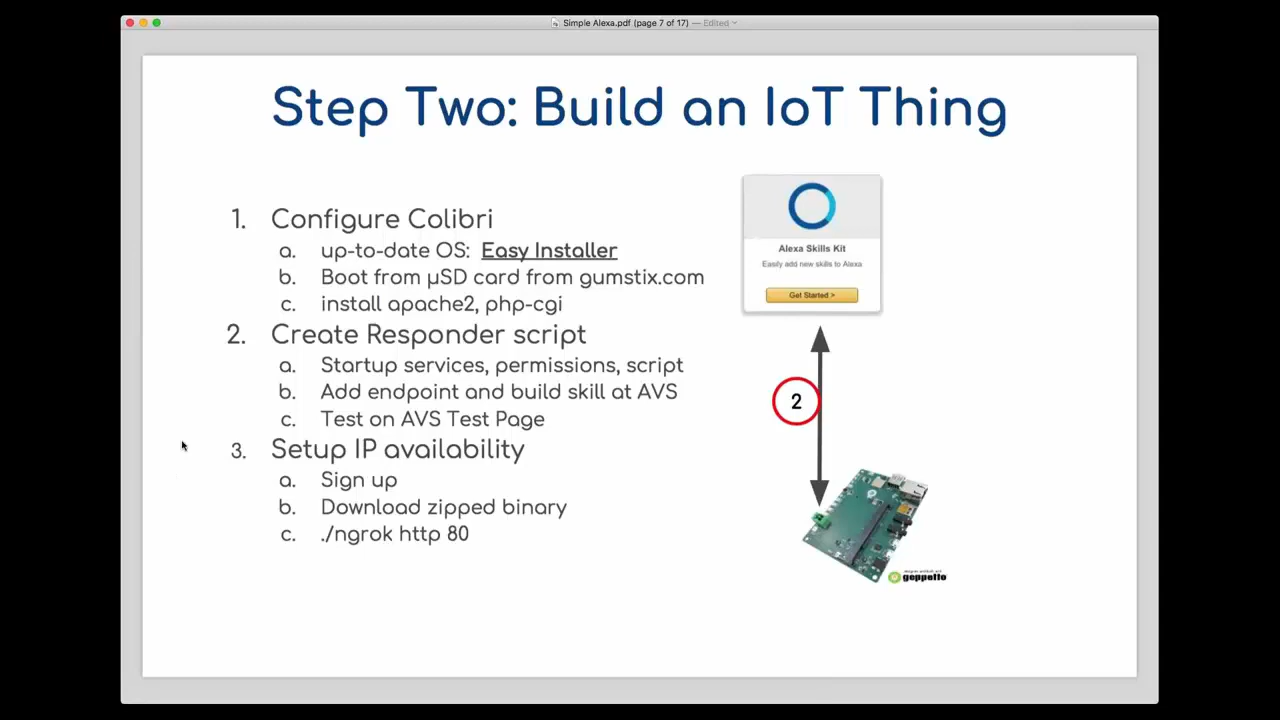 Simple Alexa.pdf (page 7 of 17) — Edited
Step Two: Build an IoT Thing
1. Configure Colibri
a. up-to-date OS: Easy Installer
b. Boot from µSD card from gumstix.com
c. install apache2, php-cgi
2. Create Responder script
a. Startup services, permissions, script
b. Add endpoint and build skill at AVS
c. Test on AVS Test Page
3. Setup IP availability
a. Sign up
b. Download zipped binary
c. ./ngrok http 80
Alexa Skills Kit
Easily add new skills to Alexa
Get Started >
2
geppetto